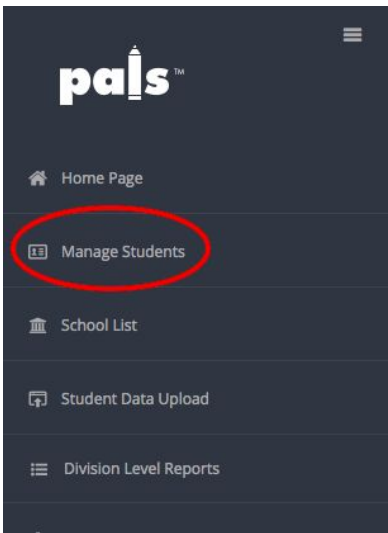 pals™
Home Page
Manage Students
School List
Student Data Upload
Division Level Reports